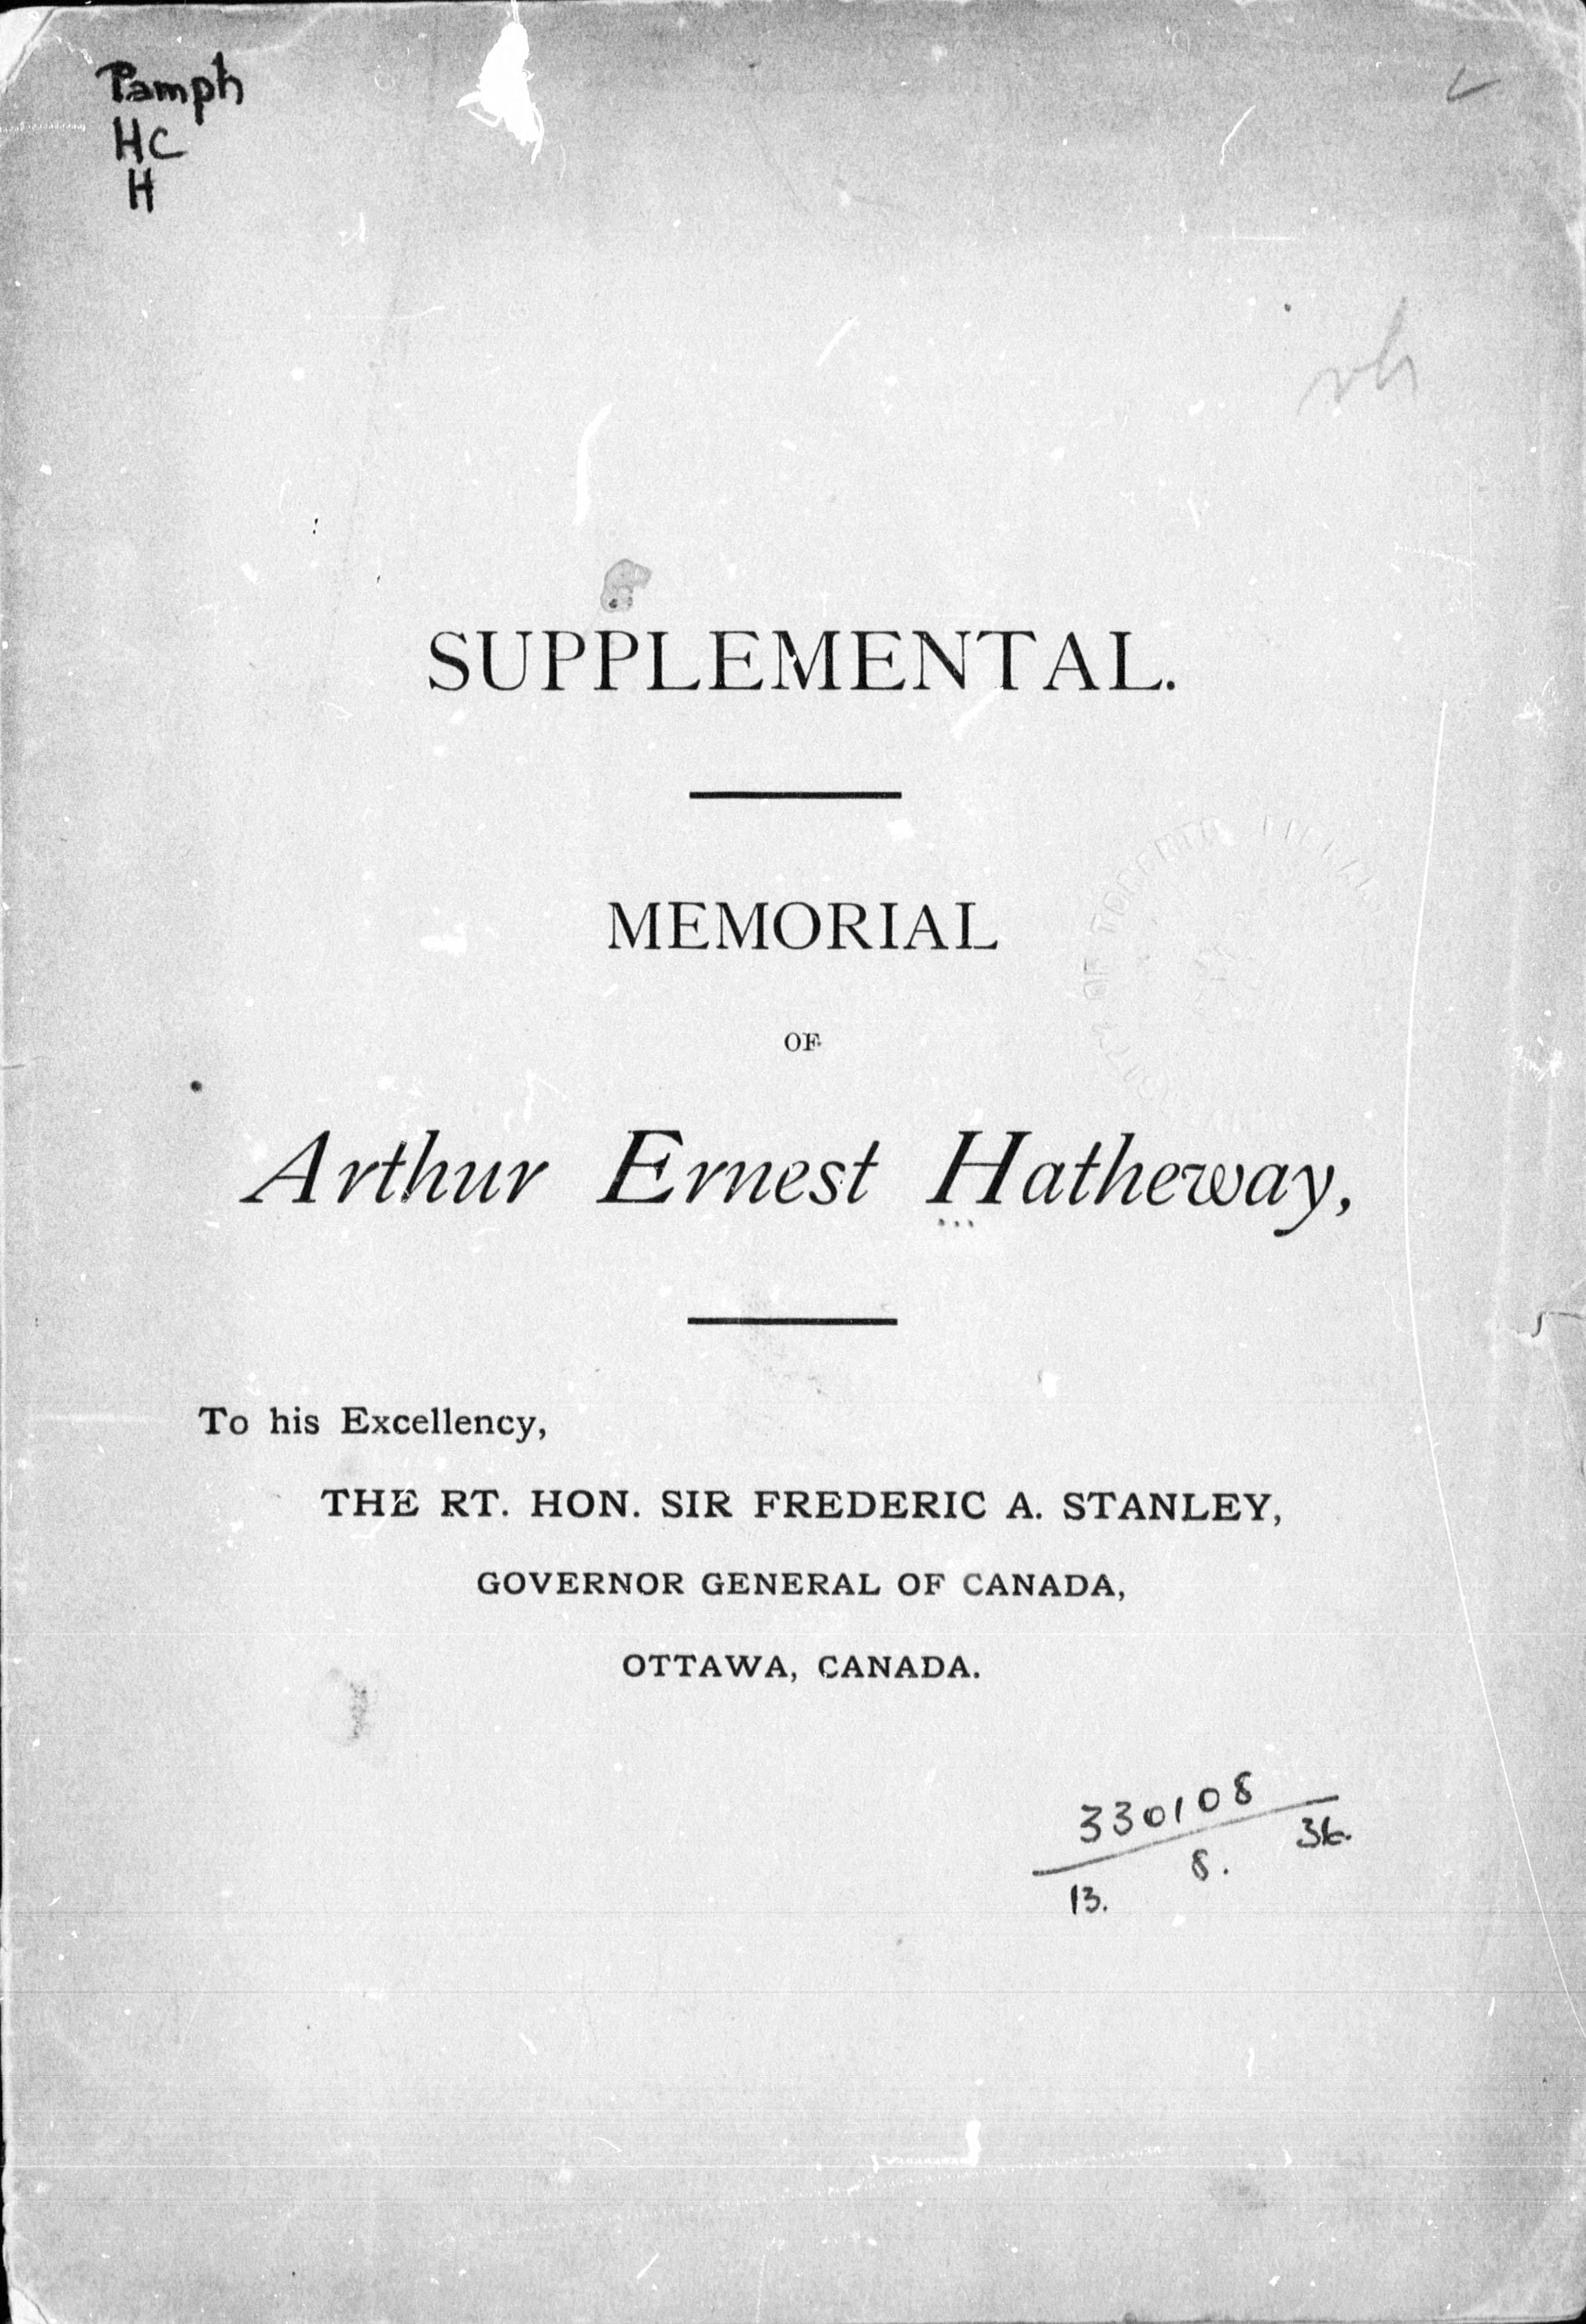 Pamph
HC
H
SUPPLEMENTAL.
MEMORIAL
OF
Arthur Ernest Hatheway,
To his Excellency,
THE RT. HON. SIR FREDERIC A. STANLEY,
GOVERNOR GENERAL OF CANADA,
OTTAWA, CANADA.
330108
13. 8. 36.